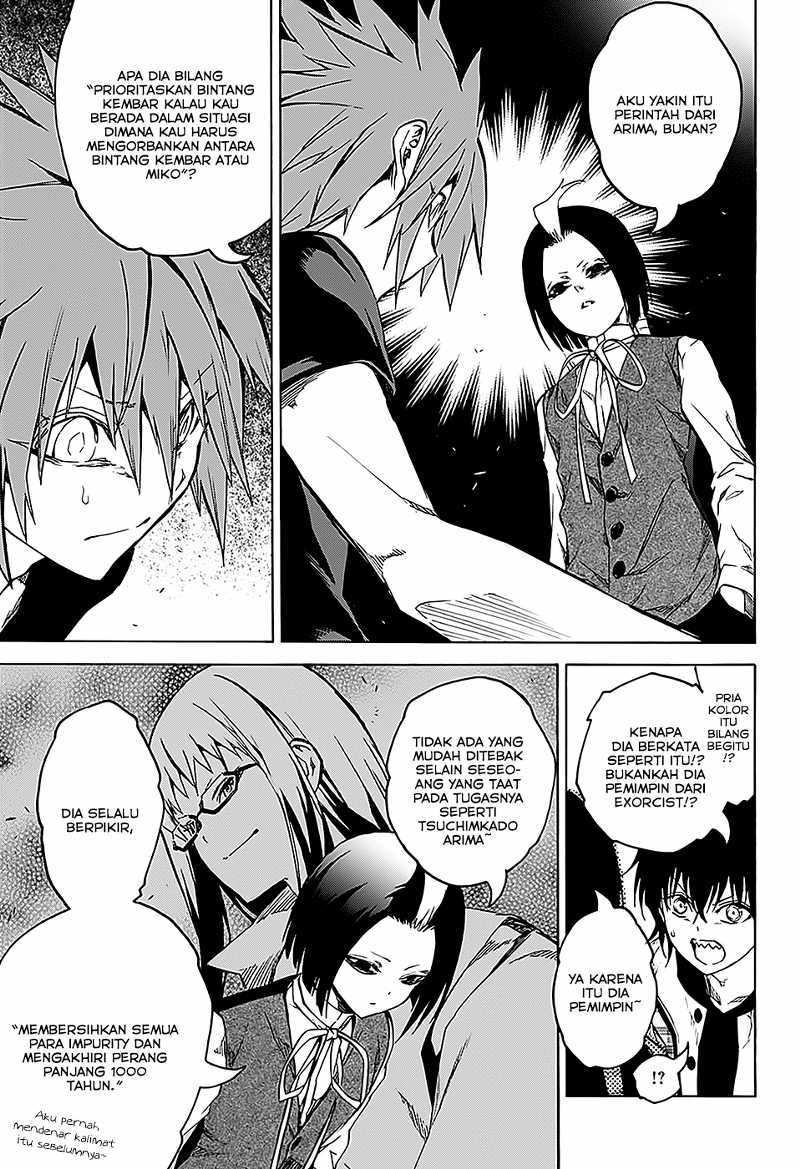 AKU YAKIN ITU
PERINTAH DARI
ARIMA, BUKAN?
APA DIA BILANG
"PRIORITASKAN BINTANG
KEMBAR KALAU KAU
BERADA DALAM SITUASI
DIMANA KAU HARUS
MENGORBANKAN ANTARA
BINTANG KEMBAR ATAU
MIKO"?
PRIA
KOLOR
ITU
BILANG
BEGITU
!?
KENAPA
DIA BERKATA
SEPERTI ITU!?
BUKANKAH DIA
PEMIMPIN DARI
EXORCIST!?
YA KARENA
ITU DIA
PEMIMPIN~
!?
TIDAK ADA YANG
MUDAH DITEBAK
SELAIN SESEO-
ANG YANG TAAT
PADA TUGASNYA
SEPERTI
TSUCHIMKADO
ARIMA~
DIA SELALU
BERPIKIR,
"MEMBERSIHKAN SEMUA
PARA IMPURITY DAN
MENGAKHIRI PERANG
PANJANG 1000
TAHUN."
Aku pernah
mendenar kalimat
itu sebelumnya~